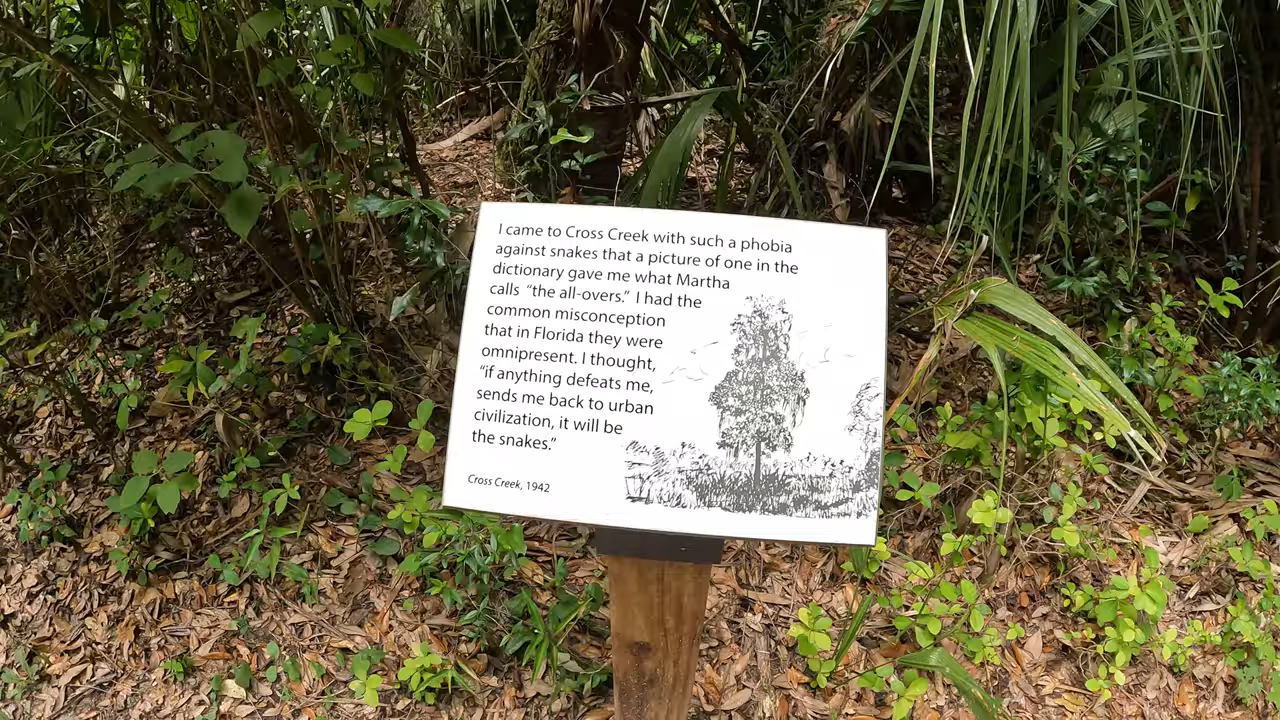 I came to Cross Creek with such a phobia
against snakes that a picture of one in the
dictionary gave me what Martha
calls “the all-overs.” I had the
common misconception
that in Florida they were
omnipresent. I thought,
“if anything defeats me,
sends me back to urban
civilization, it will be
the snakes.”
Cross Creek, 1942